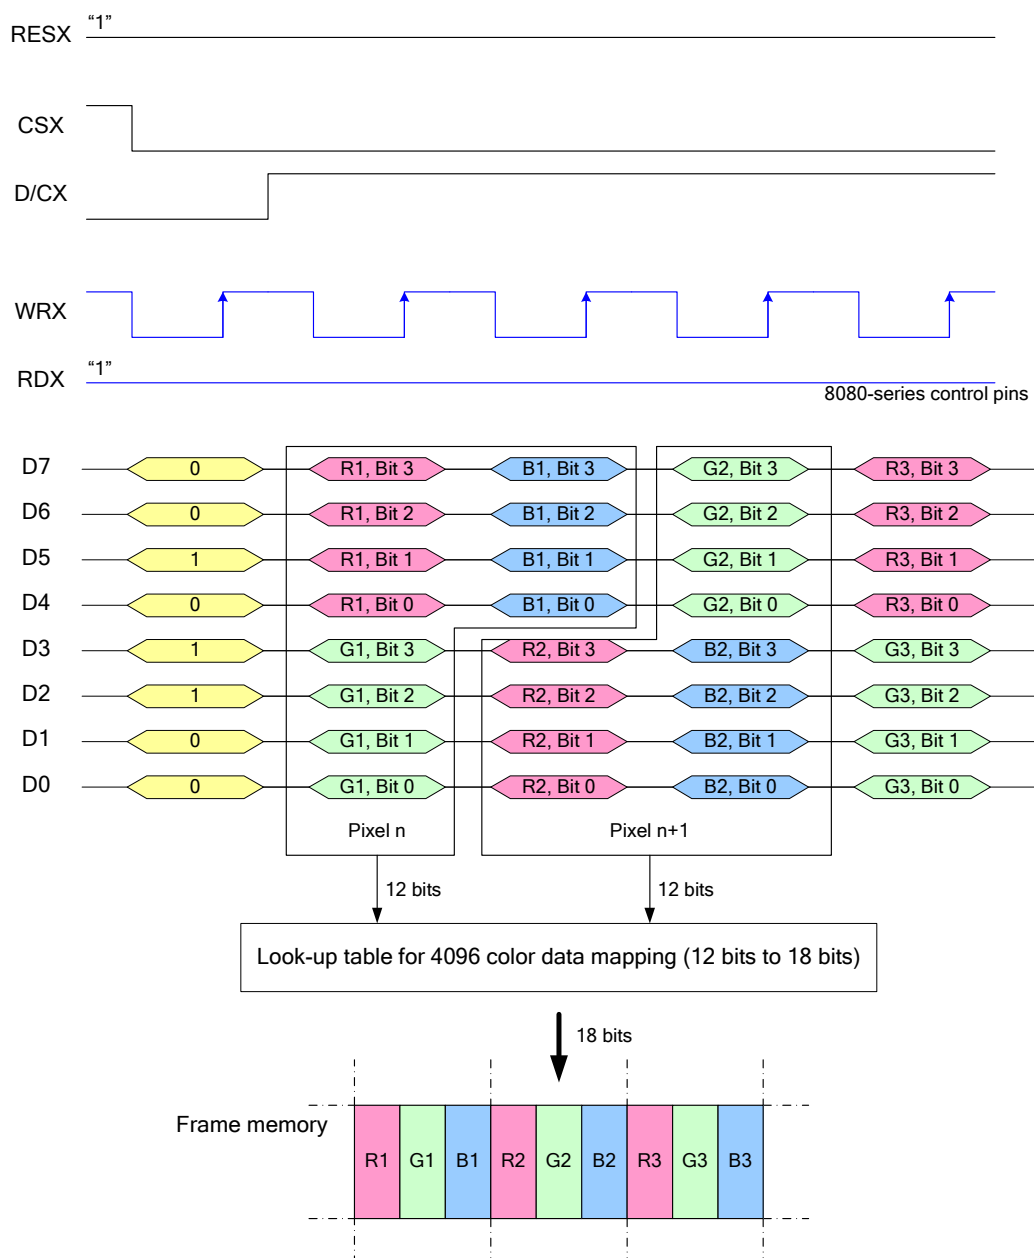 RESX “1”
CSX
D/CX
WRX
RDX “1”
8080-series control pins
D7 0 R1, Bit 3 B1, Bit 3 G2, Bit 3 R3, Bit 3
D6 0 R1, Bit 2 B1, Bit 2 G2, Bit 2 R3, Bit 2
D5 1 R1, Bit 1 B1, Bit 1 G2, Bit 1 R3, Bit 1
D4 0 R1, Bit 0 B1, Bit 0 G2, Bit 0 R3, Bit 0
D3 1 G1, Bit 3 R2, Bit 3 B2, Bit 3 G3, Bit 3
D2 1 G1, Bit 2 R2, Bit 2 B2, Bit 2 G3, Bit 2
D1 0 G1, Bit 1 R2, Bit 1 B2, Bit 1 G3, Bit 1
D0 0 G1, Bit 0 R2, Bit 0 B2, Bit 0 G3, Bit 0
Pixel n Pixel n+1
12 bits 12 bits
Look-up table for 4096 color data mapping (12 bits to 18 bits)
18 bits
Frame memory
R1 G1 B1 R2 G2 B2 R3 G3 B3